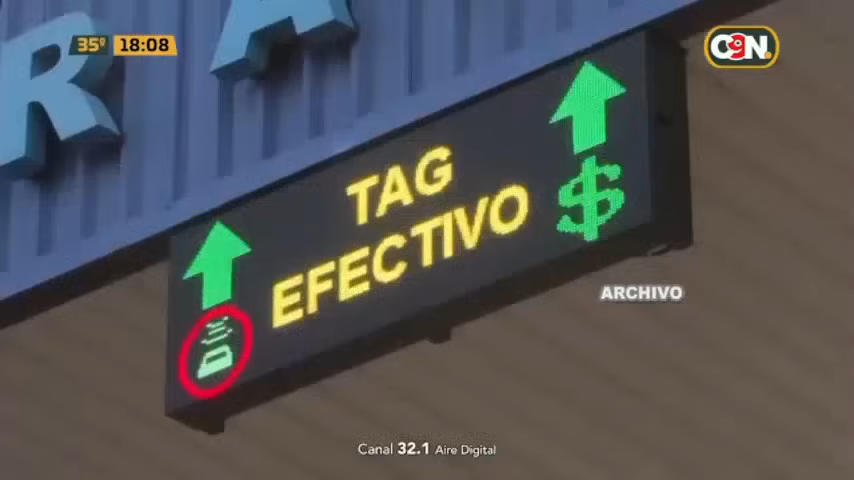 R A
35º 18:08
C9N.
TAG
EFECTIVO
$
ARCHIVO
Canal 32.1 Aire Digital